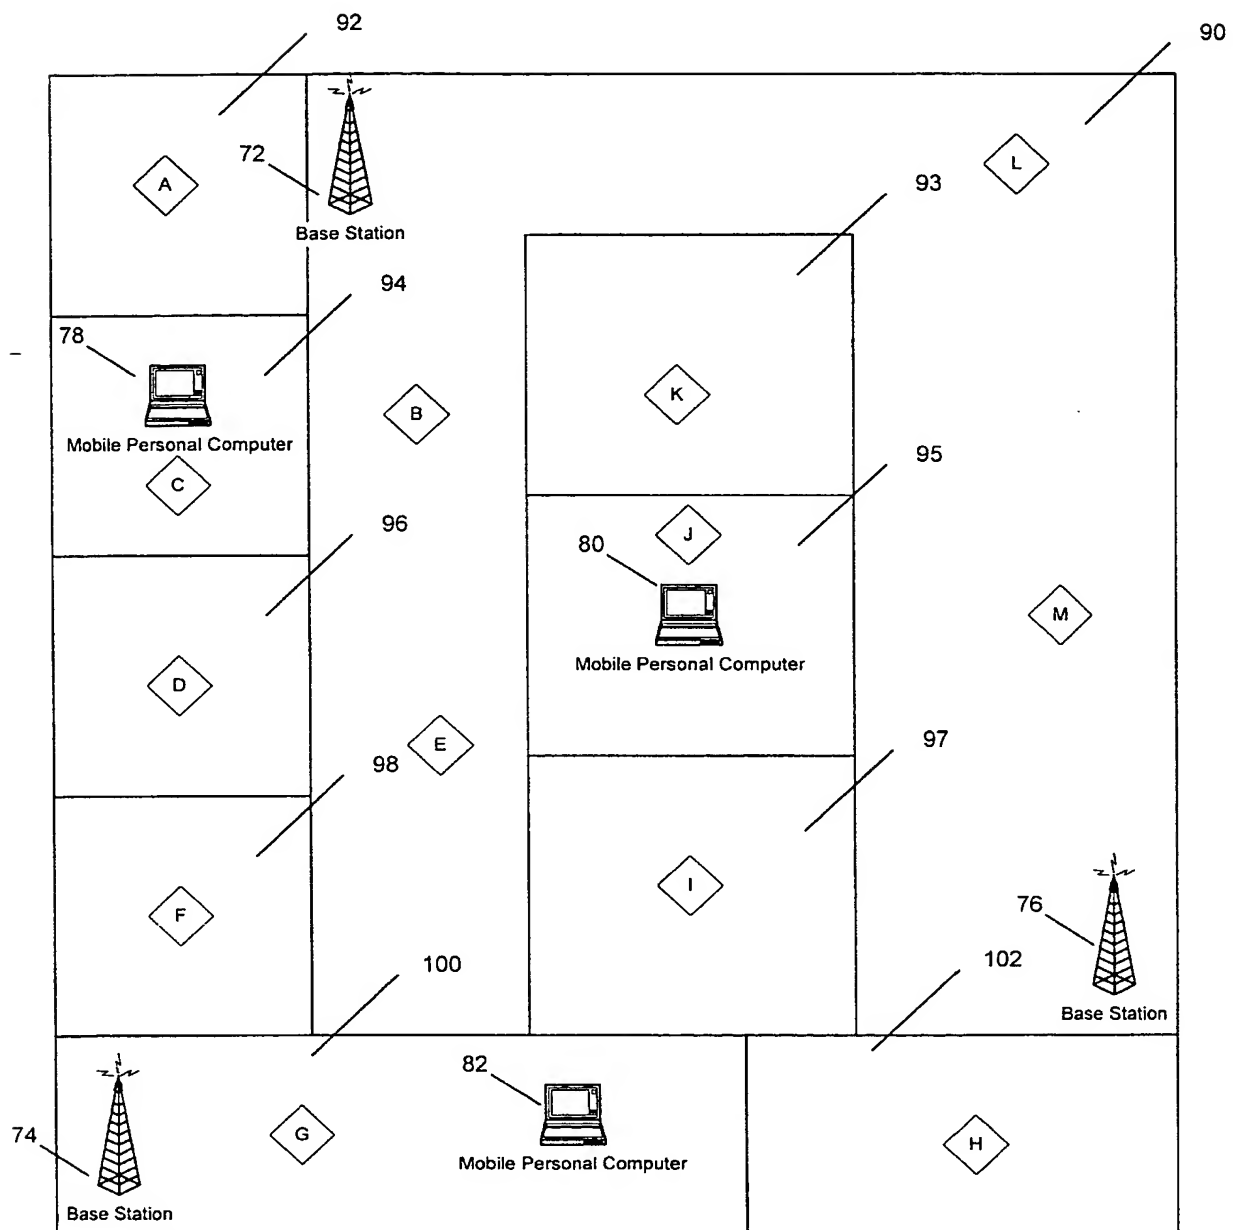 92
90
72
A
L
93
Base Station
94
78
K
B
Mobile Personal Computer
95
C
96
J
80
M
Mobile Personal Computer
D
97
E
98
I
76
F
100
102
Base Station
82
74
G
H
Mobile Personal Computer
Base Station